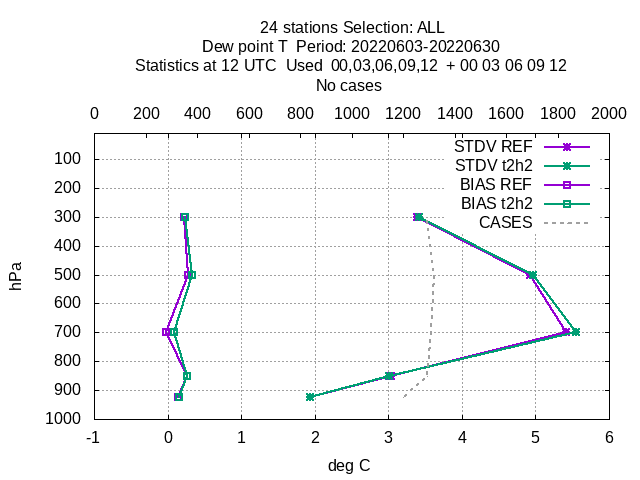 24 stations Selection: ALL
Dew point T  Period: 20220603-20220630
Statistics at 12 UTC  Used  00,03,06,09,12  + 00 03 06 09 12
No cases
0 200 400 600 800 1000 1200 1400 1600 1800 2000
STDV REF
STDV t2h2
BIAS REF
BIAS t2h2
CASES
100
200
300
400
500
600
700
800
900
1000
hPa
-1 0 1 2 3 4 5 6
deg C